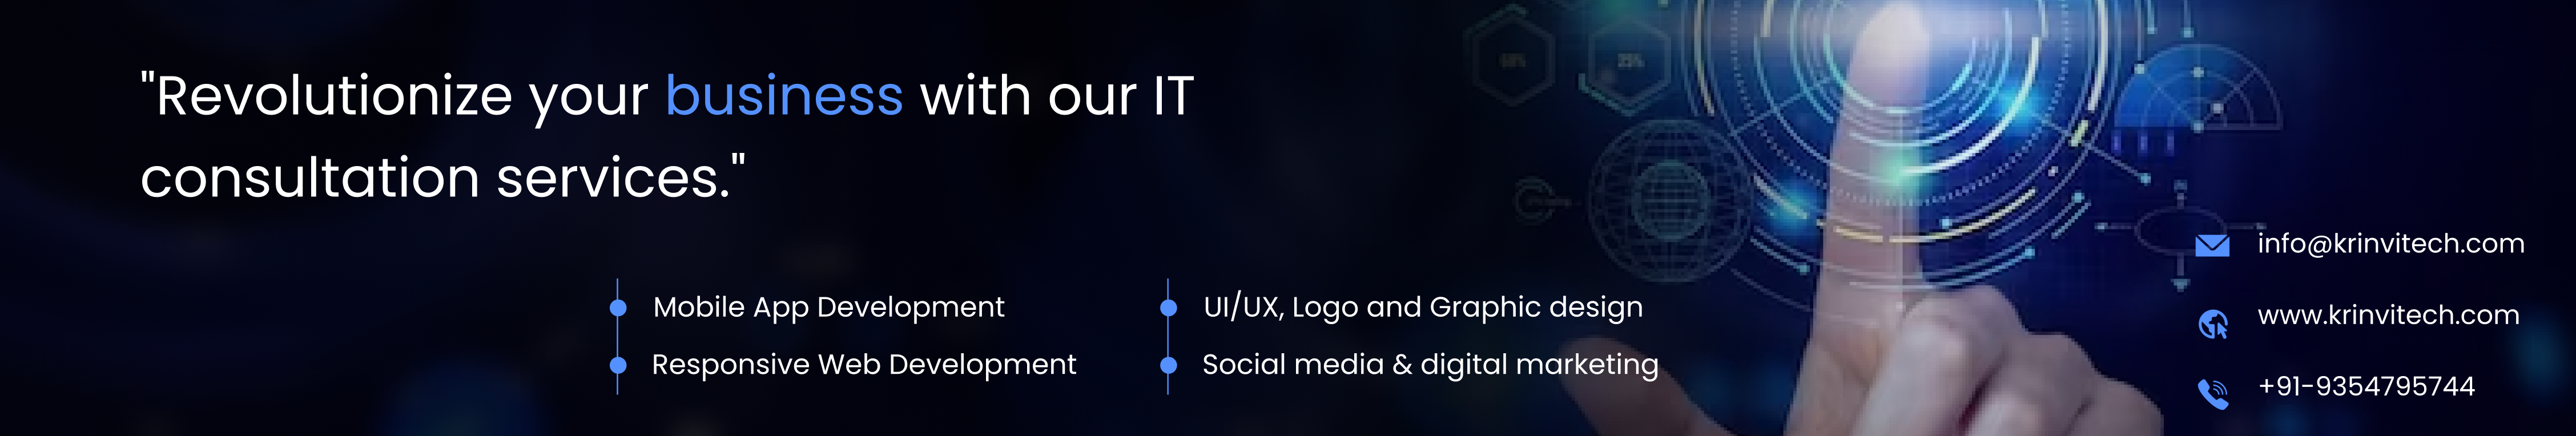 "Revolutionize your business with our IT
consultation services."
Mobile App Development
Responsive Web Development
UI/UX, Logo and Graphic design
Social media & digital marketing
info@krinvitech.com
www.krinvitech.com
+91-9354795744